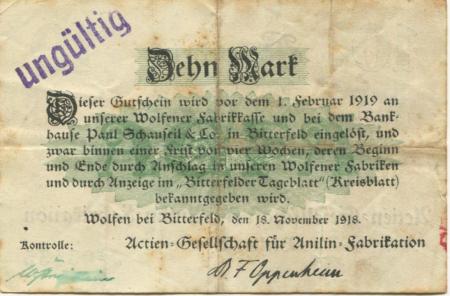 ungültig
Zehn Mark
Dieser Gutschein wird vor dem 1. Februar 1919 an
unserer Wolfener Fabrikkasse und bei dem Bank-
hause Paul Schauseil & Co. in Bitterfeld eingelöst, und
zwar binnen einer Frist von vier Wochen, deren Beginn
und Ende durch Anschlag in unseren Wolfener Fabriken
und durch Anzeige im „Bitterfelder Tageblatt“ (Kreisblatt)
bekanntgegeben wird.
Wolfen bei Bitterfeld, den 18. November 1918.
Kontrolle: Actien-Gesellschaft für Anilin-Fabrikation
Oppenheim